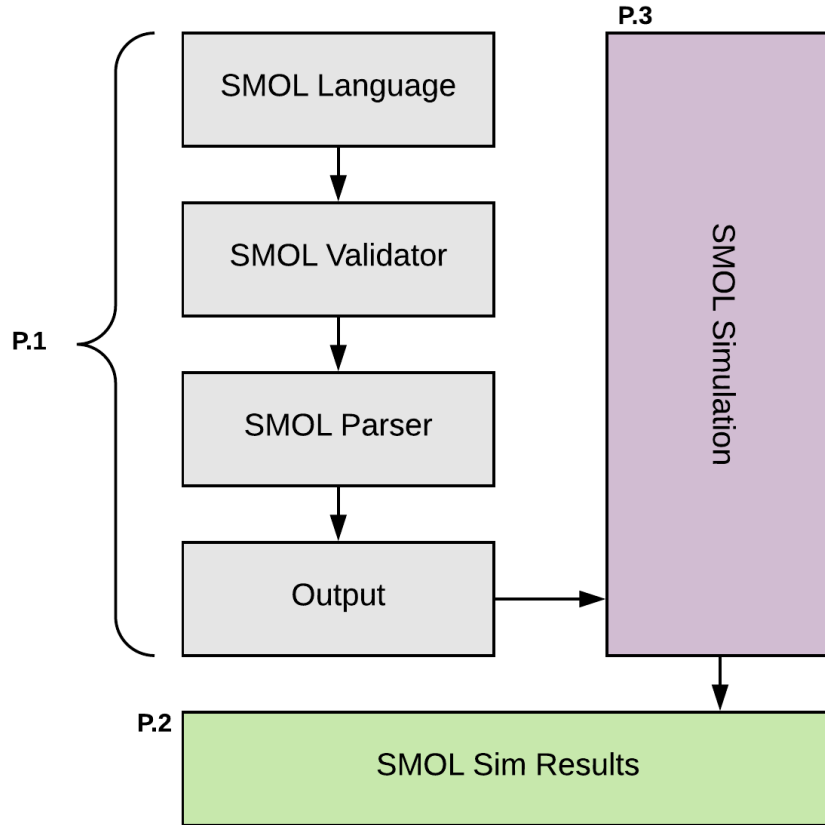 P.3
SMOL Language
SMOL Validator
SMOL Simulation
P.1
SMOL Parser
Output
P.2
SMOL Sim Results